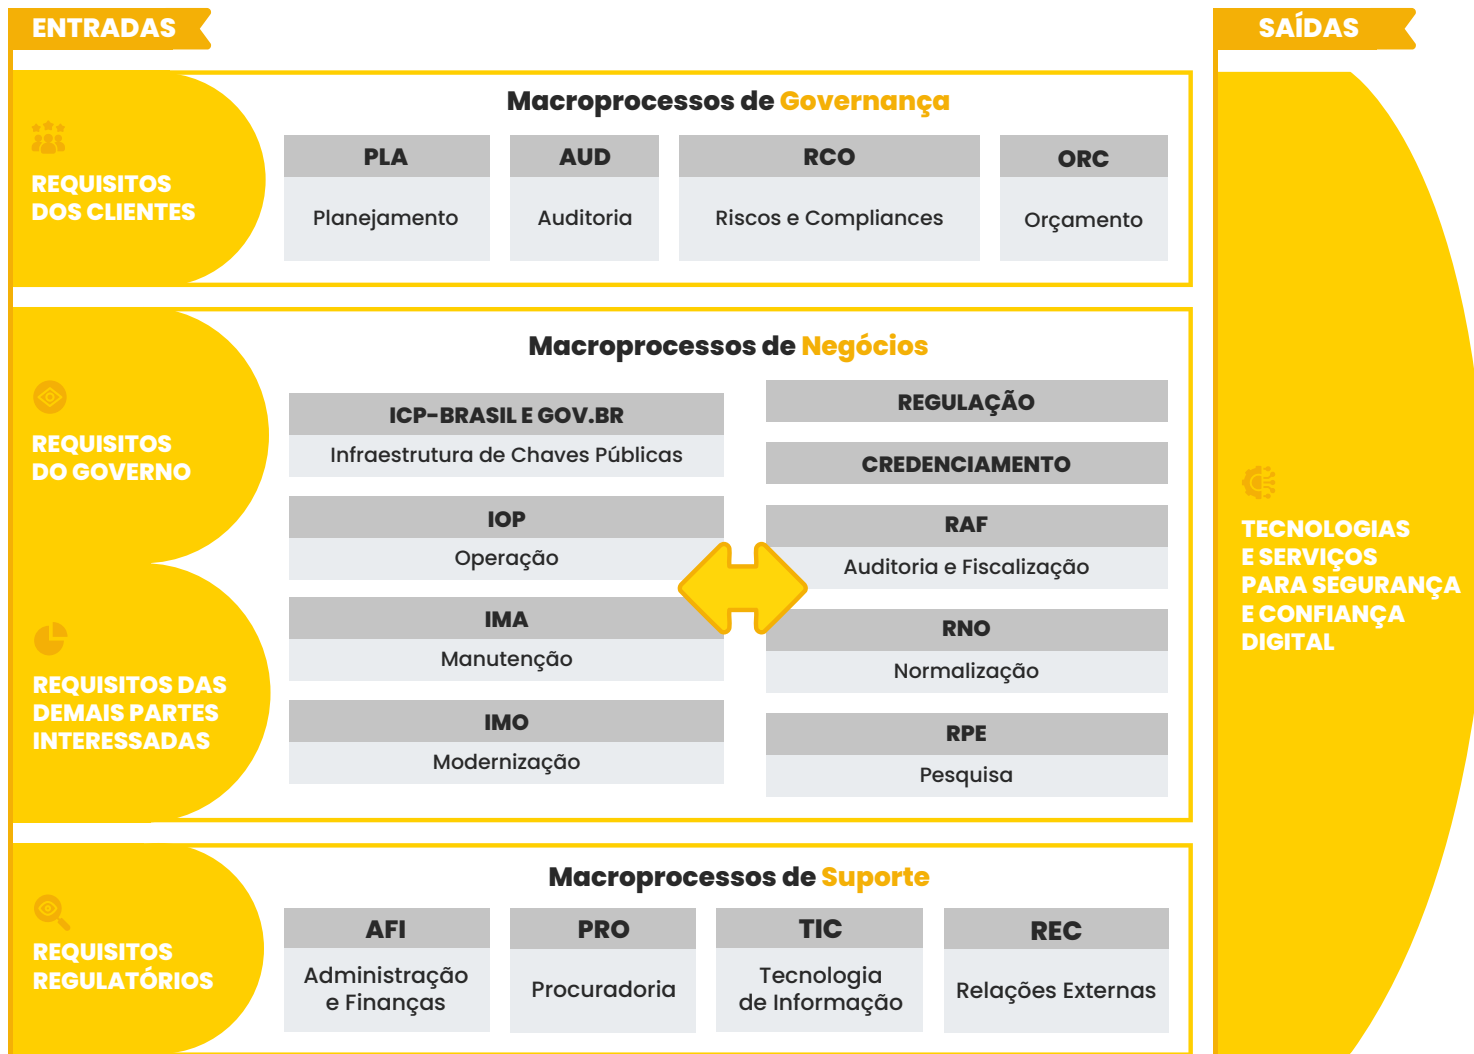 ENTRADAS
SAÍDAS
REQUISITOS
DOS CLIENTES
Macroprocessos de Governança
PLA
Planejamento
AUD
Auditoria
RCO
Riscos e Compliances
ORC
Orçamento
REQUISITOS
DO GOVERNO
REQUISITOS DAS
DEMAIS PARTES
INTERESSADAS
Macroprocessos de Negócios
ICP-BRASIL E GOV.BR
Infraestrutura de Chaves Públicas
IOP
Operação
IMA
Manutenção
IMO
Modernização
REGULAÇÃO
CREDENCIAMENTO
RAF
Auditoria e Fiscalização
RNO
Normalização
RPE
Pesquisa
REQUISITOS
REGULATÓRIOS
Macroprocessos de Suporte
AFI
Administração
e Finanças
PRO
Procuradoria
TIC
Tecnologia
de Informação
REC
Relações Externas
TECNOLOGIAS
E SERVIÇOS
PARA SEGURANÇA
E CONFIANÇA
DIGITAL